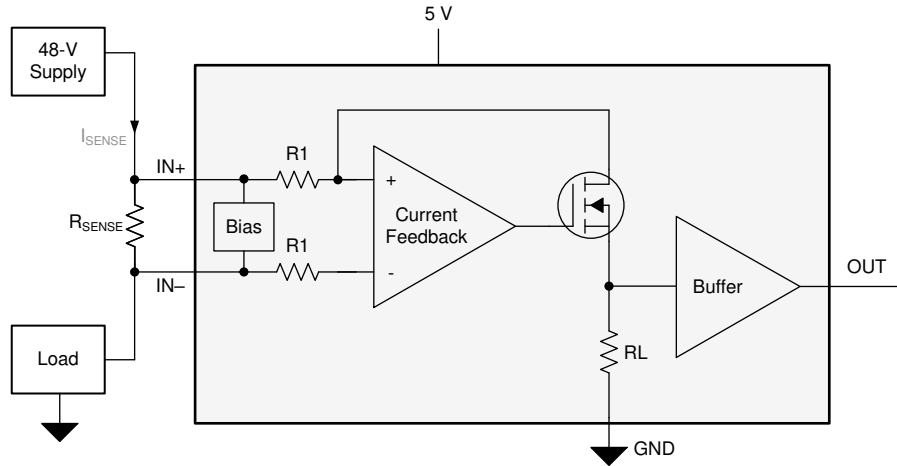 5 V
48-V
Supply
ISENSE
IN+
R1
+
RSENSE
Bias
Current
Feedback
R1
-
IN–
Buffer
OUT
Load
RL
GND